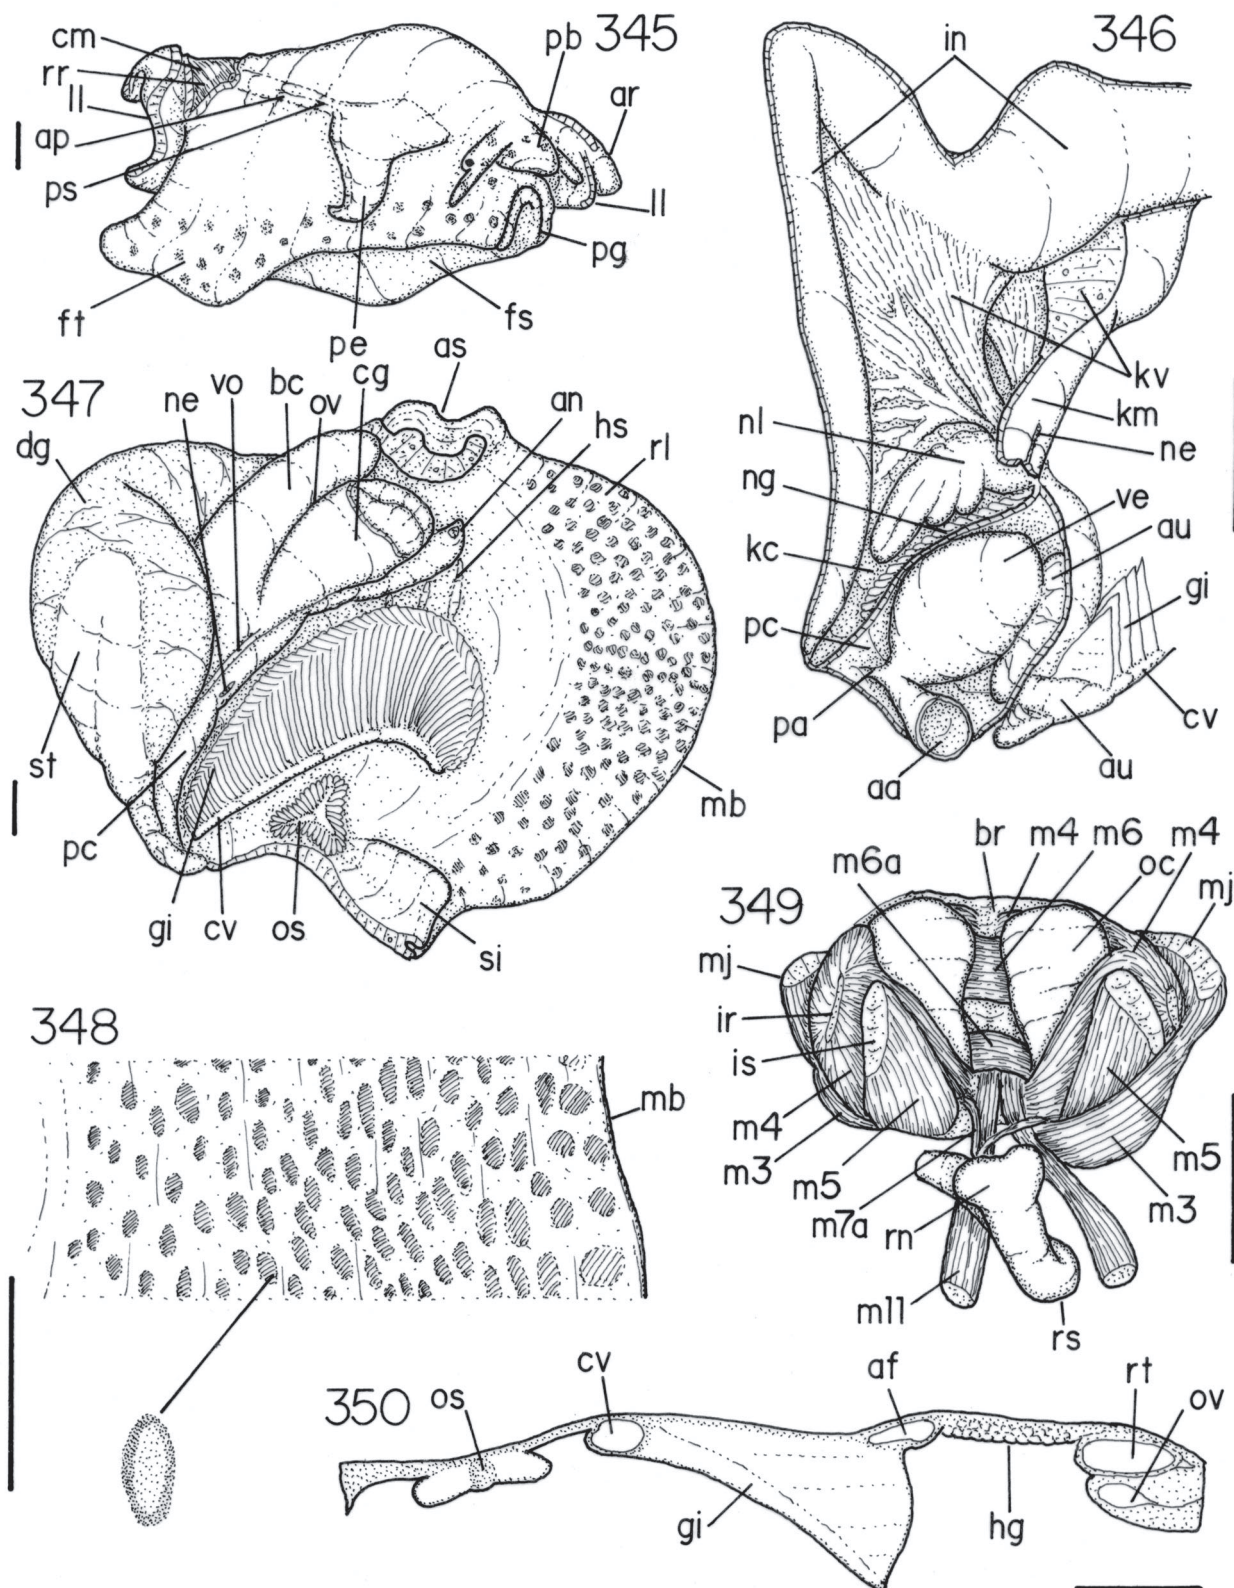 345
cm
rr
ll
ap
ps
ft
pe
fs
pb
ar
ll
pg
346
in
kv
km
ne
nl
ng
kc
ve
au
gi
pc
pa
aa
au
cv
347
dg
ne
vo
bc
ov
cg
as
an
hs
rl
st
pc
gi
cv
os
si
mb
348
mb
349
m6a
br
m4
m6
oc
m4
mj
mj
ir
is
m4
m3
m5
m7a
rn
m11
rs
m5
m3
350
os
cv
af
rt
ov
gi
hg